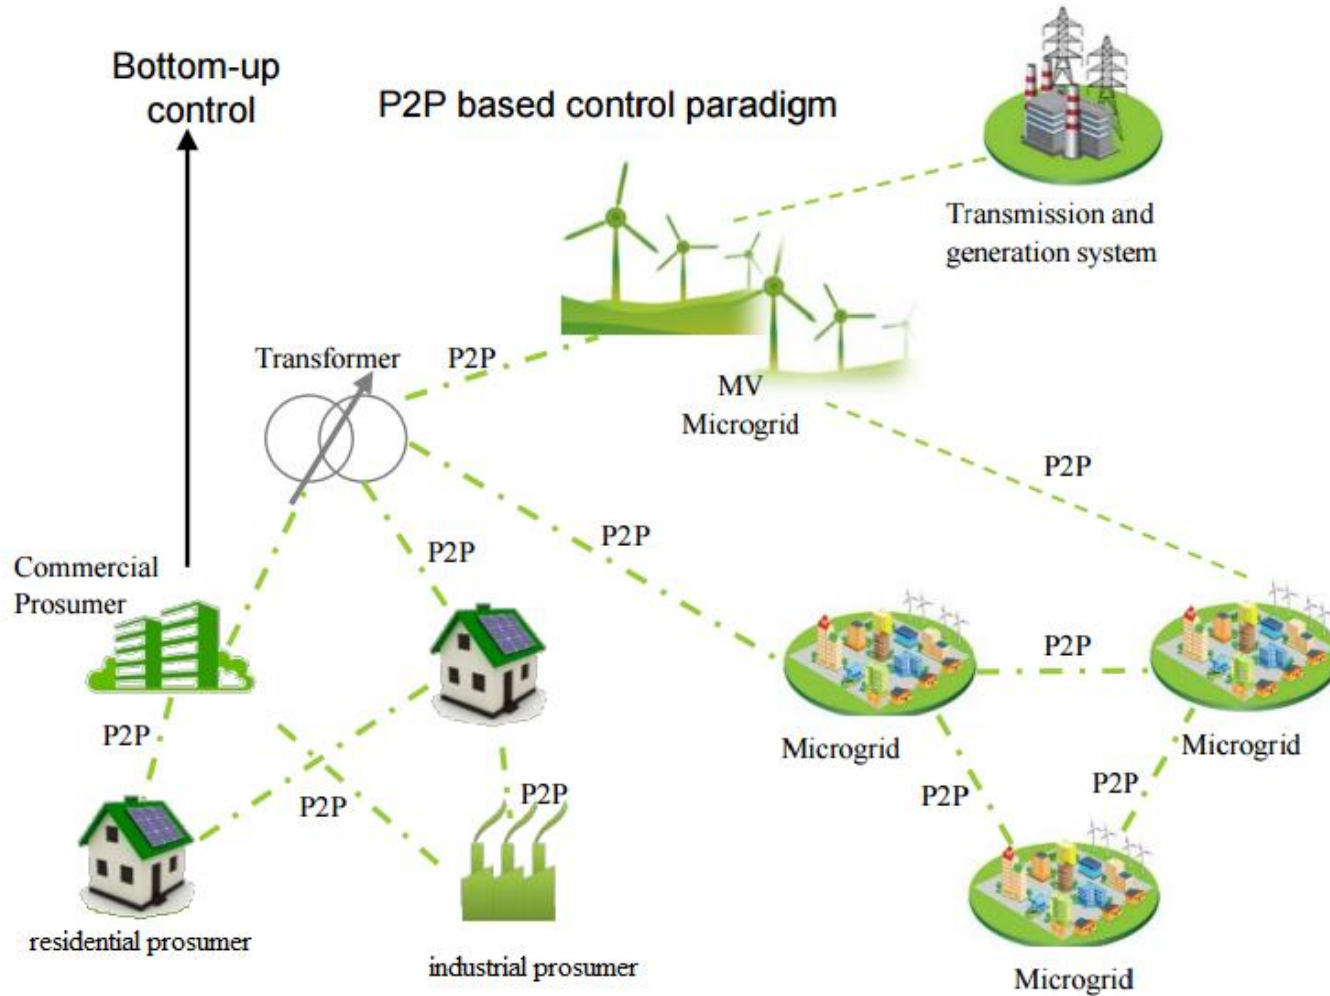 Bottom-up
control
P2P based control paradigm
Transmission and
generation system
Transformer
P2P
MV
Microgrid
P2P
P2P
P2P
Commercial
Prosumer
P2P
P2P
Microgrid
Microgrid
P2P
P2P
P2P
P2P
residential prosumer
industrial prosumer
Microgrid